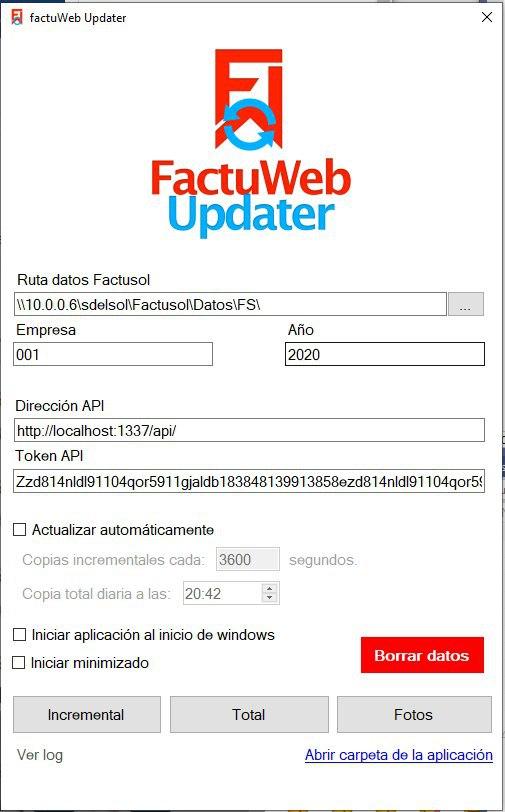 factuWeb Updater
FactuWeb
Updater
Ruta datos Factusol
\\10.0.0.6\sdelsol\Factusol\Datos\FS\ ...
Empresa Año
001 2020
Dirección API
http://localhost:1337/api/
Token API
Zzd814nldl91104qor5911gjaldb183848139913858ezd814nldl91104qor59
Actualizar automáticamente
Copias incrementales cada: 3600 segundos.
Copia total diaria a las: 20:42
Iniciar aplicación al inicio de windows
Iniciar minimizado
Borrar datos
Incremental Total Fotos
Ver log Abrir carpeta de la aplicación